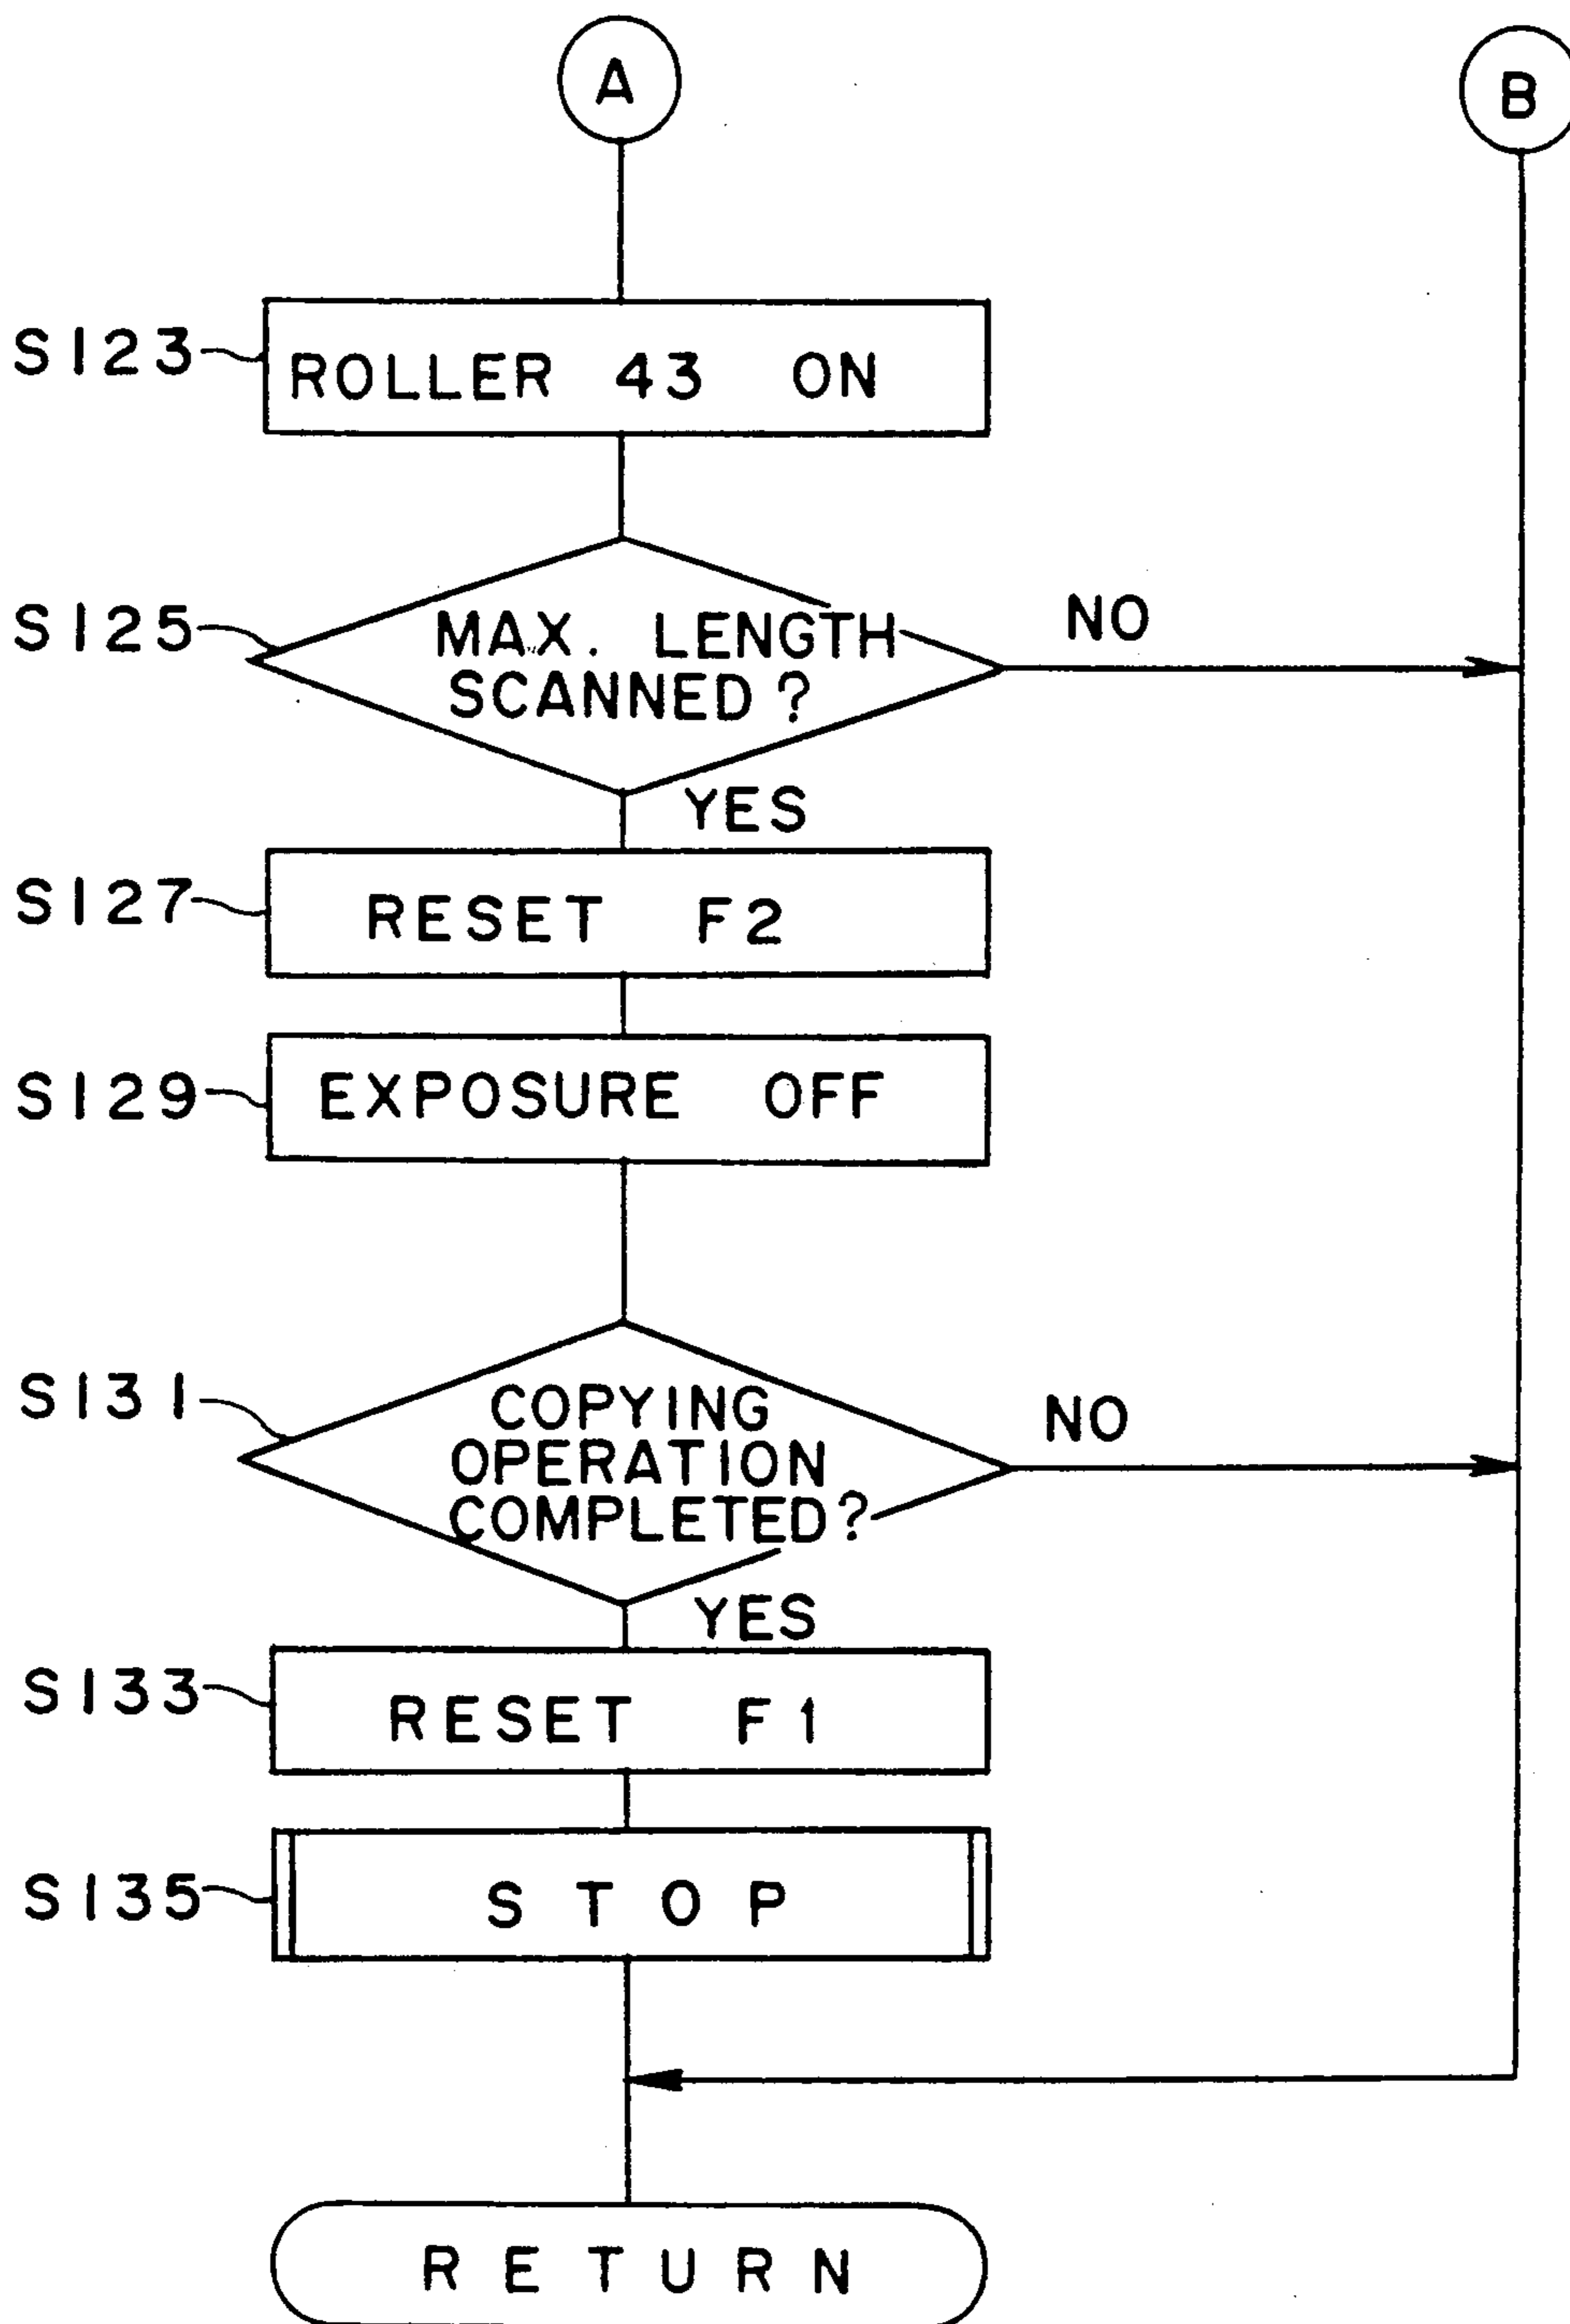 A
B
S123
ROLLER 43 ON
S125
MAX. LENGTH
SCANNED?
NO
YES
S127
RESET F2
S129
EXPOSURE OFF
S131
COPYING
OPERATION
COMPLETED?
NO
YES
S133
RESET F1
S135
STOP
RETURN